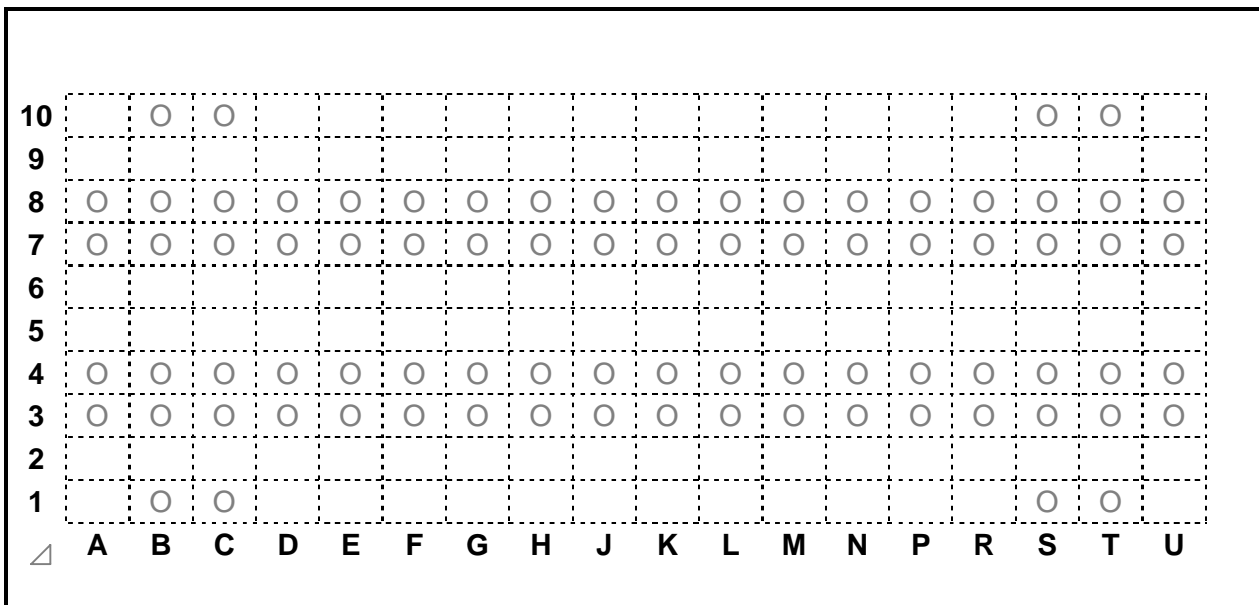 10 O O O O
9
8 O O O O O O O O O O O O O O O O O O
7 O O O O O O O O O O O O O O O O O O
6
5
4 O O O O O O O O O O O O O O O O O O
3 O O O O O O O O O O O O O O O O O O
2
1 O O O O
A B C D E F G H J K L M N P R S T U